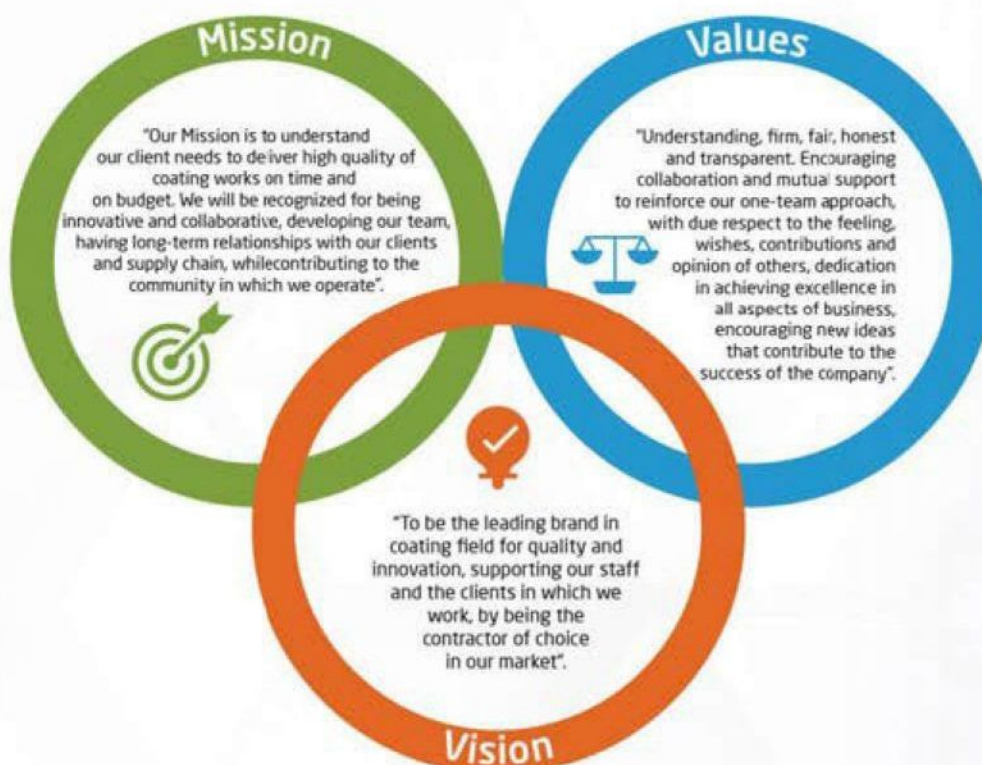 Mission
"Our Mission is to understand
our client needs to deliver high quality of
coating works on time and
on budget. We will be recognized for being
innovative and collaborative, developing our team,
having long-term relationships with our clients
and supply chain, whilecontributing to the
community in which we operate".
Values
"Understanding, firm, fair, honest
and transparent. Encouraging
collaboration and mutual support
to reinforce our one-team approach,
with due respect to the feeling,
wishes, contributions and
opinion of others, dedication
in achieving excellence in
all aspects of business,
encouraging new ideas
that contribute to the
success of the company".
"To be the leading brand in
coating field for quality and
innovation, supporting our staff
and the clients in which we
work, by being the
contractor of choice
in our market".
Vision